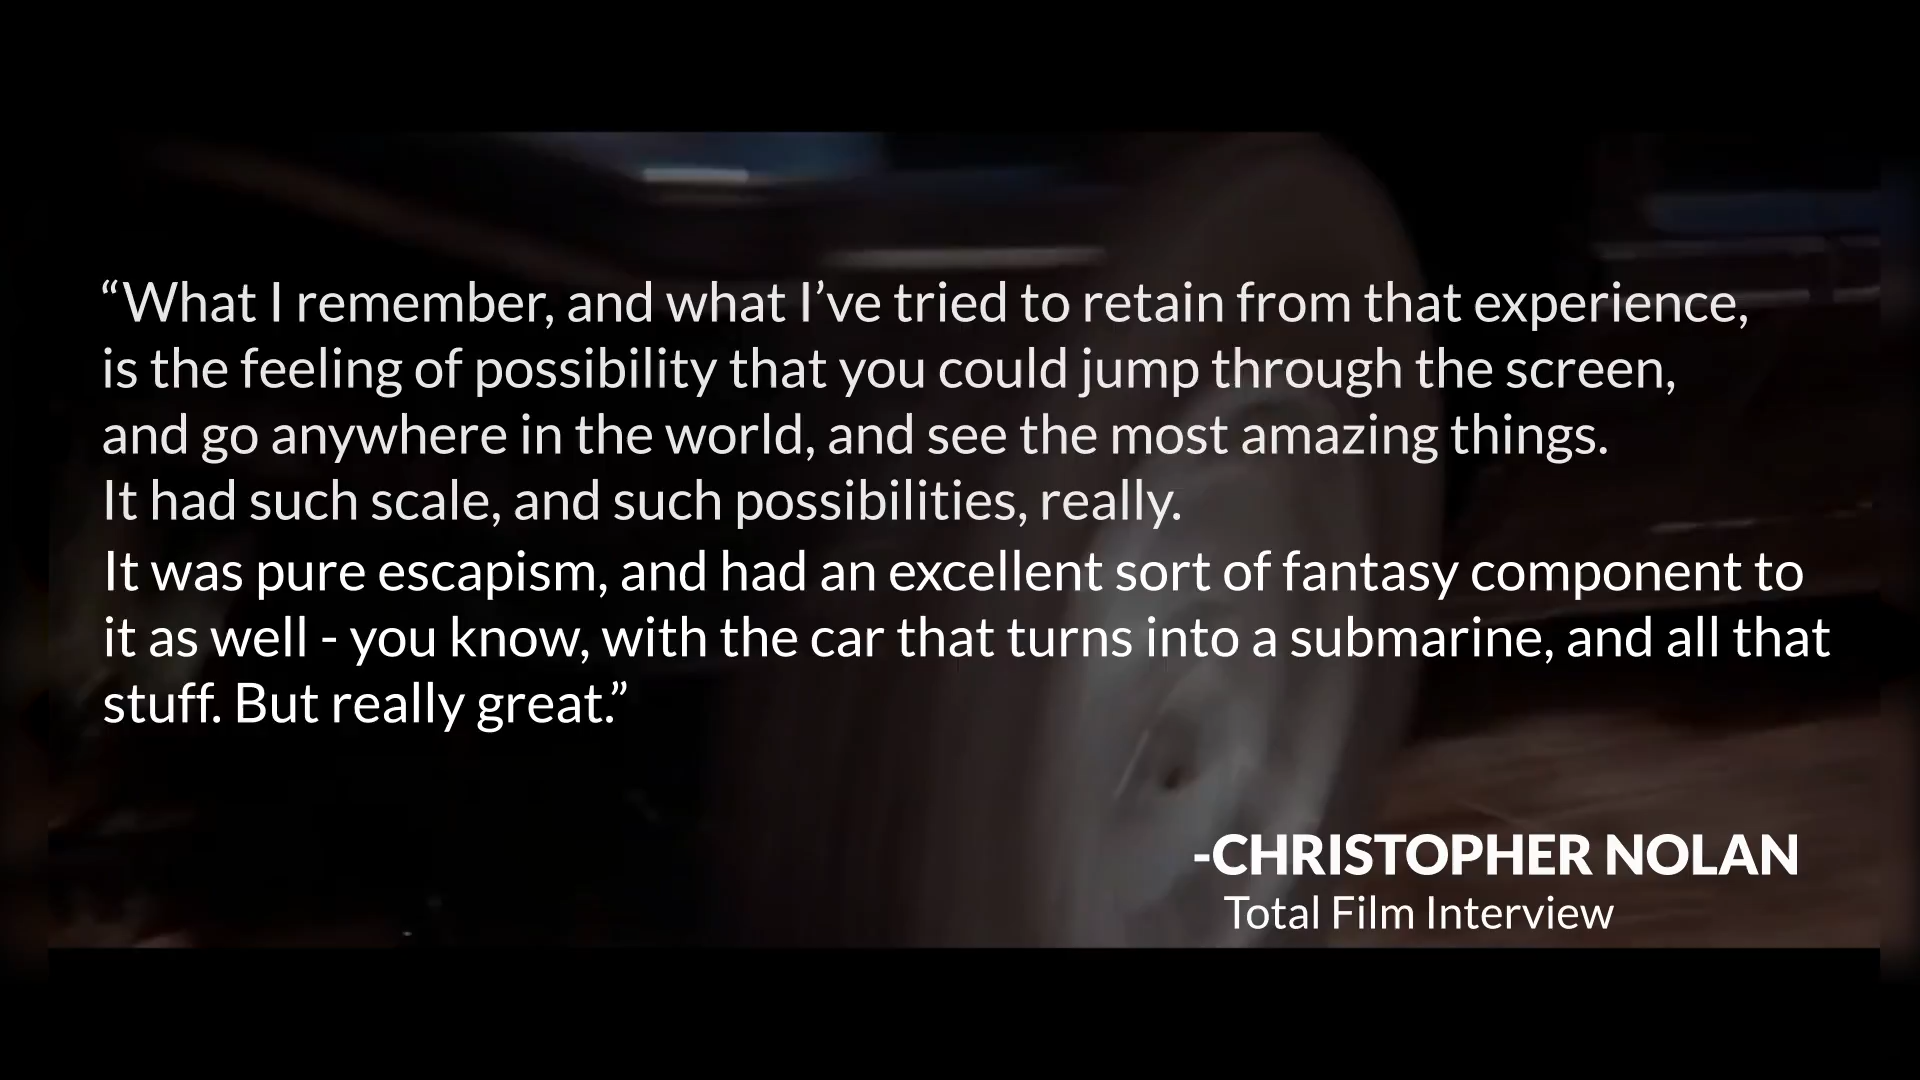 “What I remember, and what I’ve tried to retain from that experience,
is the feeling of possibility that you could jump through the screen,
and go anywhere in the world, and see the most amazing things.
It had such scale, and such possibilities, really.
It was pure escapism, and had an excellent sort of fantasy component to
it as well - you know, with the car that turns into a submarine, and all that
stuff. But really great.”
-CHRISTOPHER NOLAN
Total Film Interview